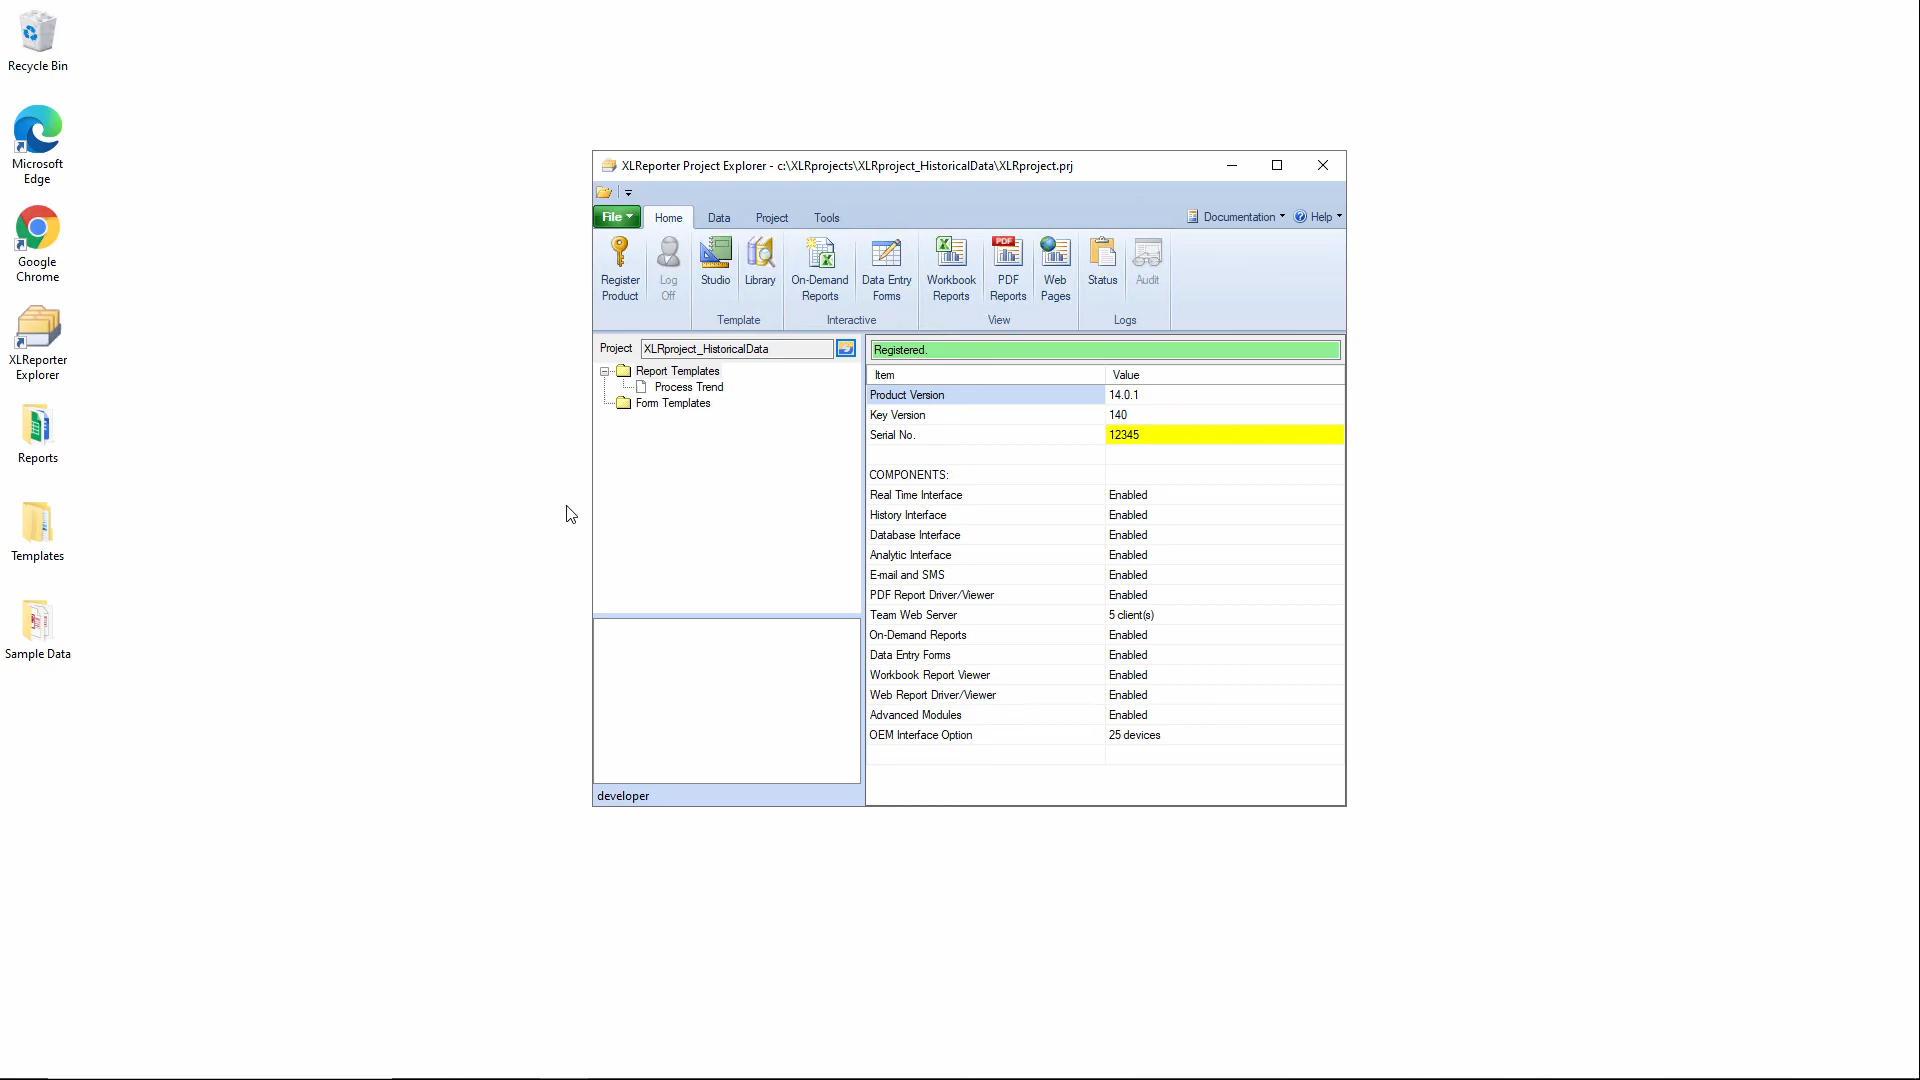 Recycle Bin
Microsoft
Edge
Google
Chrome
XLReporter
Explorer
Reports
Templates
Sample Data
XLReporter Project Explorer - c:\XLRprojects\XLRproject_HistoricalData\XLRproject.prj
File Home Data Project Tools Documentation Help
Register
Product
Log
Off
Studio
Library
On-Demand
Reports
Data Entry
Forms
Workbook
Reports
PDF
PDF
Reports
Web
Pages
Status
Audit
Template Interactive View Logs
Project XLRproject_HistoricalData
Report Templates
Process Trend
Form Templates
developer
Registered.
Item Value
Product Version 14.0.1
Key Version 140
Serial No. 12345
COMPONENTS:
Real Time Interface Enabled
History Interface Enabled
Database Interface Enabled
Analytic Interface Enabled
E-mail and SMS Enabled
PDF Report Driver/Viewer Enabled
Team Web Server 5 client(s)
On-Demand Reports Enabled
Data Entry Forms Enabled
Workbook Report Viewer Enabled
Web Report Driver/Viewer Enabled
Advanced Modules Enabled
OEM Interface Option 25 devices